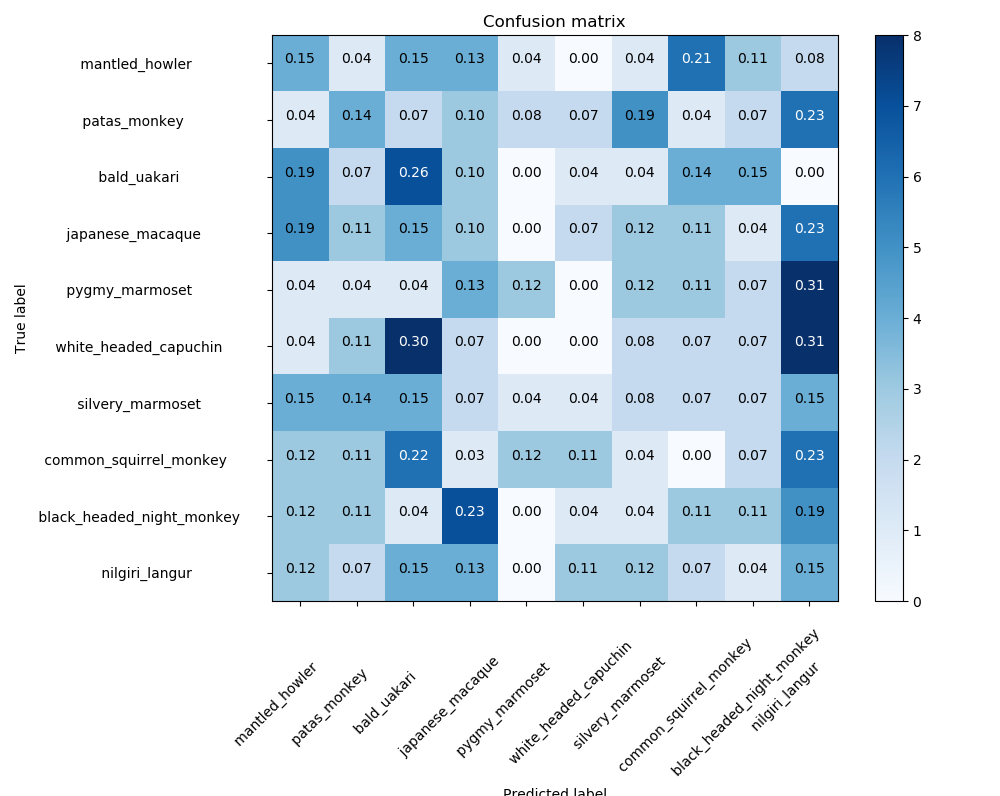 Confusion matrix
mantled_howler 0.15 0.04 0.15 0.13 0.04 0.00 0.04 0.21 0.11 0.08
patas_monkey 0.04 0.14 0.07 0.10 0.08 0.07 0.19 0.04 0.07 0.23
bald_uakari 0.19 0.07 0.26 0.10 0.00 0.04 0.04 0.14 0.15 0.00
japanese_macaque 0.19 0.11 0.15 0.10 0.00 0.07 0.12 0.11 0.04 0.23
pygmy_marmoset 0.04 0.04 0.04 0.13 0.12 0.00 0.12 0.11 0.07 0.31
white_headed_capuchin 0.04 0.11 0.30 0.07 0.00 0.00 0.08 0.07 0.07 0.31
silvery_marmoset 0.15 0.14 0.15 0.07 0.04 0.04 0.08 0.07 0.07 0.15
common_squirrel_monkey 0.12 0.11 0.22 0.03 0.12 0.11 0.04 0.00 0.07 0.23
black_headed_night_monkey 0.12 0.11 0.04 0.23 0.00 0.04 0.04 0.11 0.11 0.19
nilgiri_langur 0.12 0.07 0.15 0.13 0.00 0.11 0.12 0.07 0.04 0.15
True label
mantled_howler
patas_monkey
bald_uakari
japanese_macaque
pygmy_marmoset
white_headed_capuchin
silvery_marmoset
common_squirrel_monkey
black_headed_night_monkey
nilgiri_langur
Predicted label
8
7
6
5
4
3
2
1
0